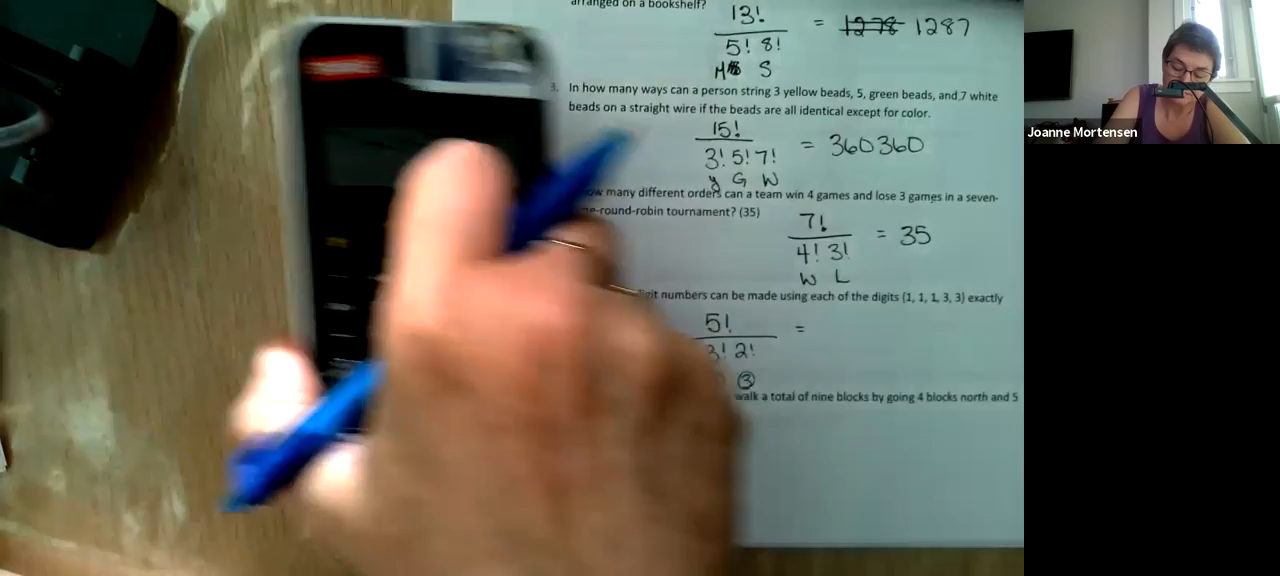 arranged on a bookshelf?
13!
5! 8!
= 1278 1287
S
3. In how many ways can a person string 3 yellow beads, 5, green beads, and 7 white
beads on a straight wire if the beads are all identical except for color.
15!
3! 5! 7!
= 360360
y G W
many different orders can a team win 4 games and lose 3 games in a seven-
-round-robin tournament? (35)
7!
4! 3!
= 35
W L
numbers can be made using each of the digits (1, 1, 1, 3, 3) exactly
5!
3! 2!
=
③
walk a total of nine blocks by going 4 blocks north and 5
Joanne Mortensen